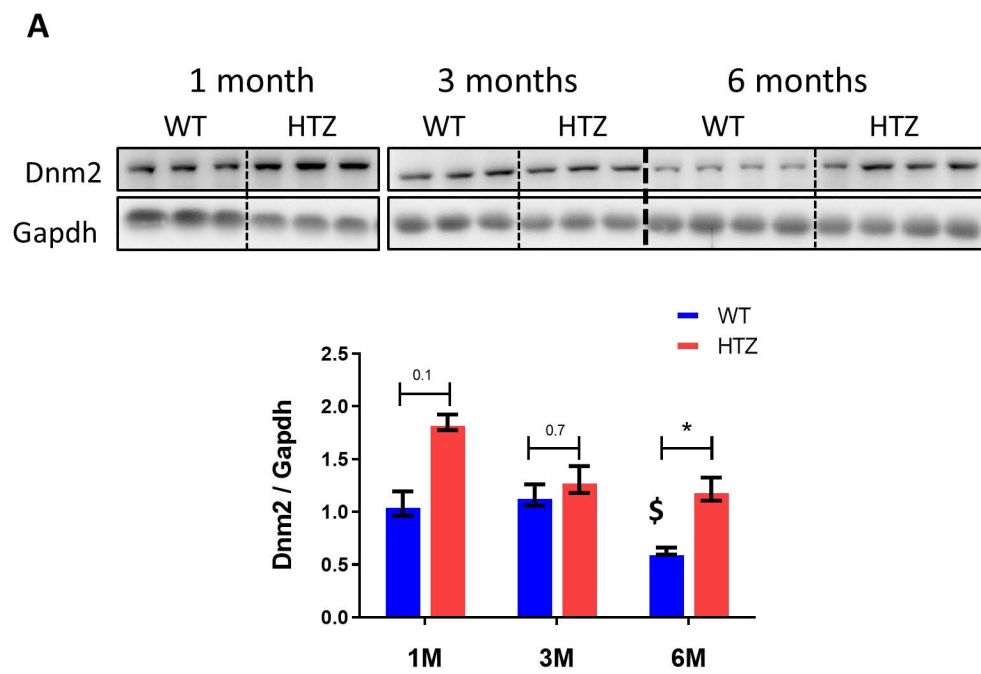 A
1 month 3 months 6 months
WT HTZ WT HTZ WT HTZ
Dnm2
Gapdh
WT
HTZ
2.5
2.0
1.5
1.0
0.5
0.0
Dnm2 / Gapdh
0.1
0.7
*
$
1M 3M 6M